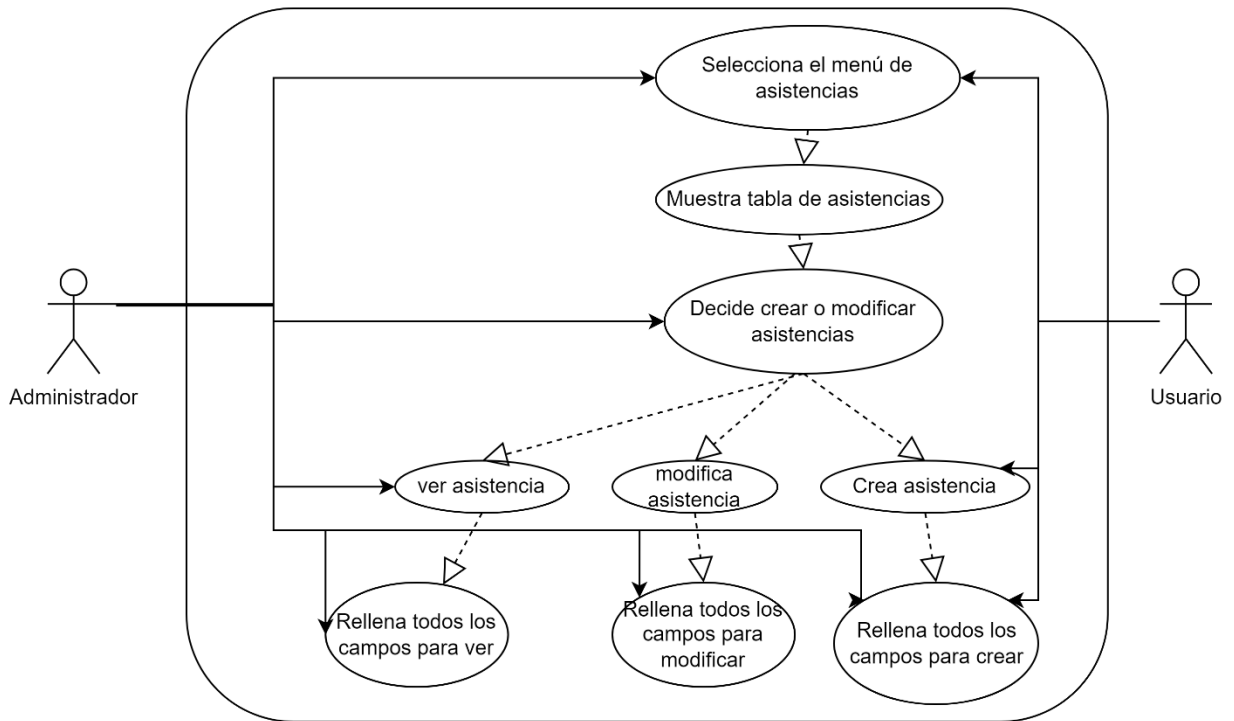 Selecciona el menú de
asistencias
Muestra tabla de asistencias
Decide crear o modificar
asistencias
Administrador
Usuario
ver asistencia
modifica
asistencia
Crea asistencia
Rellena todos los
campos para ver
Rellena todos los
campos para
modificar
Rellena todos los
campos para crear